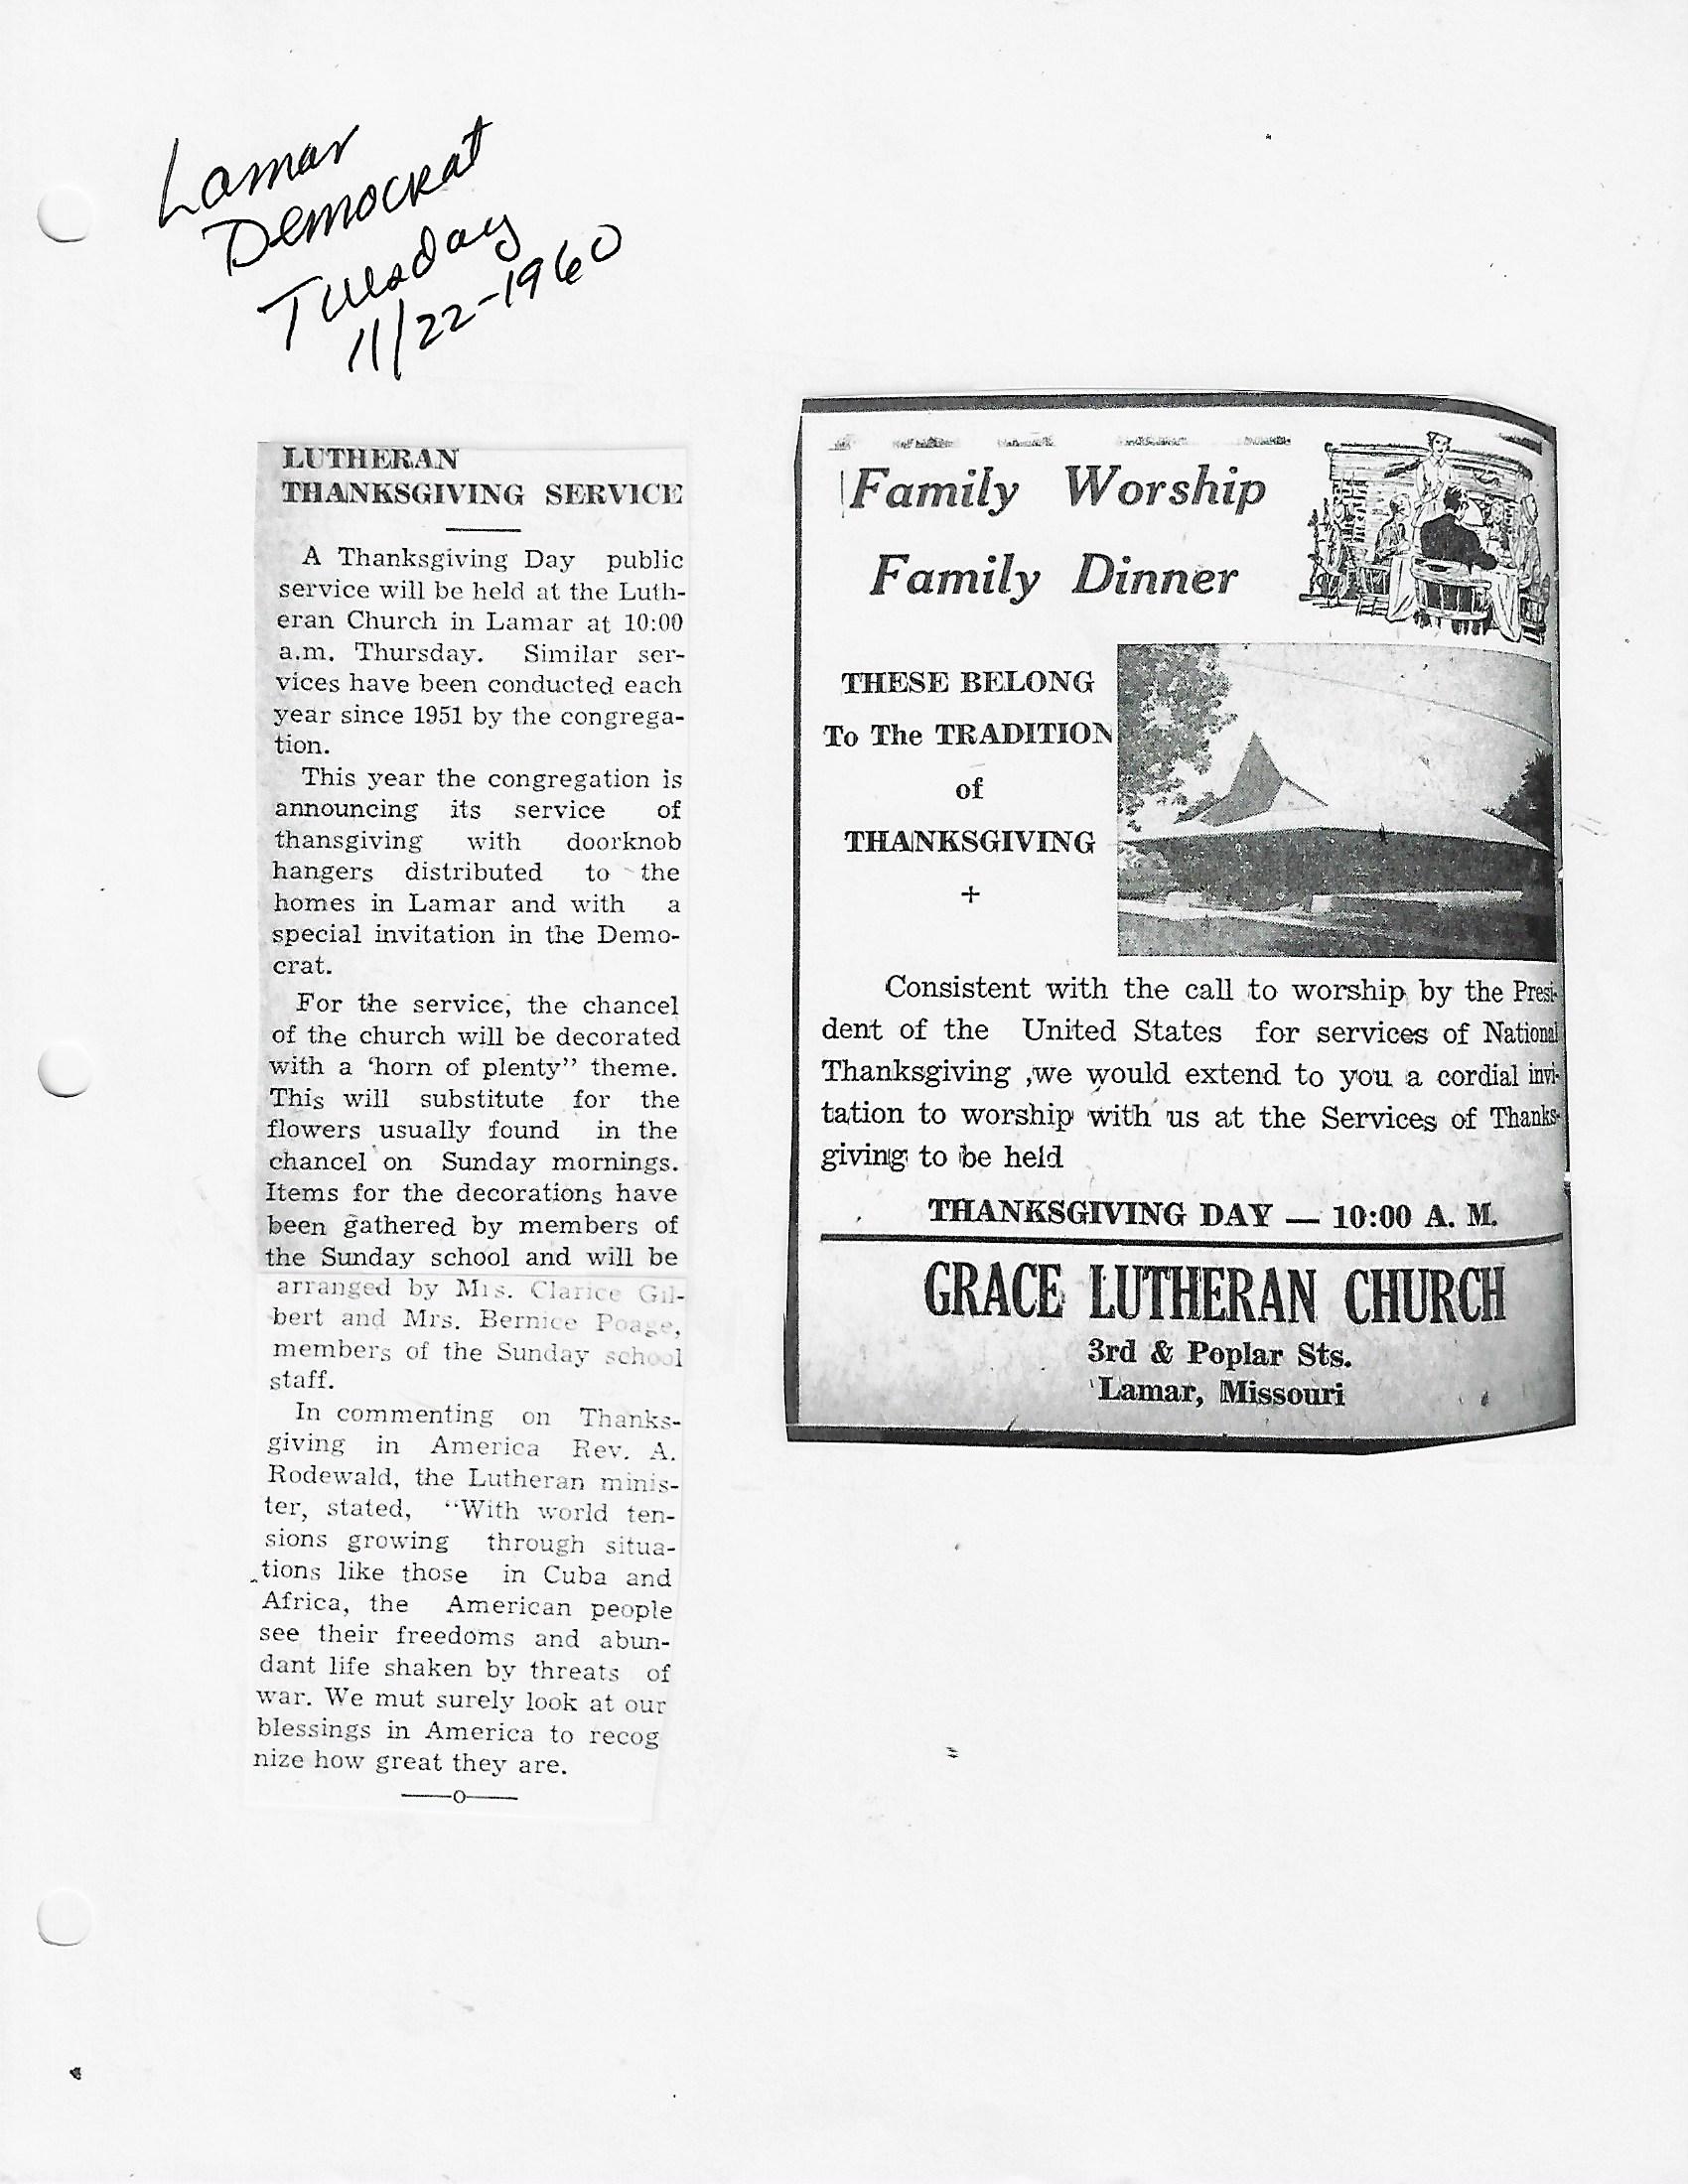 Lamar
Democrat
Tuesday
11/22-1960
LUTHERAN
THANKSGIVING SERVICE
A Thanksgiving Day public
service will be held at the Luth-
eran Church in Lamar at 10:00
a.m. Thursday. Similar ser-
vices have been conducted each
year since 1951 by the congrega-
tion.
This year the congregation is
announcing its service of
thansgiving with doorknob
hangers distributed to the
homes in Lamar and with a
special invitation in the Demo-
crat.
For the service, the chancel
of the church will be decorated
with a 'horn of plenty" theme.
This will substitute for the
flowers usually found in the
chancel on Sunday mornings.
Items for the decorations have
been gathered by members of
the Sunday school and will be
arranged by Mrs. Clarice Gil-
bert and Mrs. Bernice Poage,
members of the Sunday school
staff.
In commenting on Thanks-
giving in America Rev. A.
Rodewald, the Lutheran minis-
ter, stated, "With world ten-
sions growing through situa-
tions like those in Cuba and
Africa, the American people
see their freedoms and abun-
dant life shaken by threats of
war. We mut surely look at our
blessings in America to recog
nize how great they are.
Family Worship
Family Dinner
THESE BELONG
To The TRADITION
of
THANKSGIVING
+
Consistent with the call to worship by the Presi-
dent of the United States for services of National
Thanksgiving ,we would extend to you a cordial invi-
tation to worship with us at the Services of Thanks-
giving to be held
THANKSGIVING DAY — 10:00 A. M.
GRACE LUTHERAN CHURCH
3rd & Poplar Sts.
Lamar, Missouri